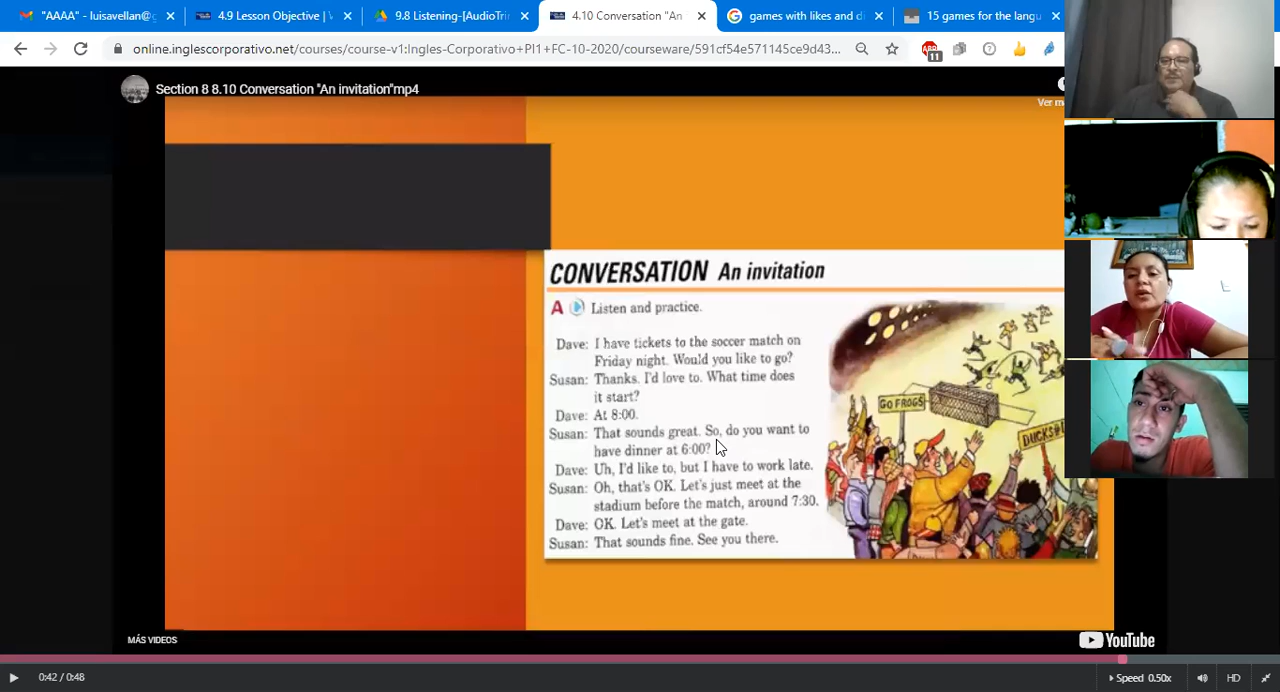 "AAAA" - luisavellan@g
4.9 Lesson Objective |
9.8 Listening-[AudioTri
4.10 Conversation "An
games with likes and di
15 games for the langu
online.inglescorporativo.net/courses/course-v1:Ingles-Corporativo+PI1+FC-10-2020/courseware/591cf54e571145ce9d43...
11
Section 8 8.10 Conversation "An invitation"mp4
Ver m
CONVERSATION An invitation
A Listen and practice.
Dave: I have tickets to the soccer match on
Friday night. Would you like to go?
Susan: Thanks. I'd love to. What time does
it start?
Dave: At 8:00.
Susan: That sounds great. So, do you want to
have dinner at 6:00?
Dave: Uh, I'd like to, but I have to work late.
Susan: Oh, that's OK. Let's just meet at the
stadium before the match, around 7:30.
Dave: OK. Let's meet at the gate.
Susan: That sounds fine. See you there.
GO FROGS
DUCKS
MÁS VIDEOS
YouTube
0:42 / 0:48
Speed 0.50x
HD